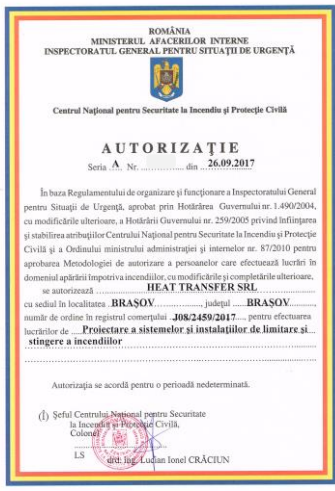 ROMÂNIA
MINISTERUL AFACERILOR INTERNE
INSPECTORATUL GENERAL PENTRU SITUAȚII DE URGENȚĂ
Centrul Național pentru Securitate la Incendiu și Protecție Civilă
AUTORIZAȚIE
Seria A Nr. ............ din 26.09.2017
În baza Regulamentului de organizare și funcționare a Inspectoratului General
pentru Situații de Urgență, aprobat prin Hotărârea Guvernului nr. 1.490/2004,
cu modificările ulterioare, a Hotărârii Guvernului nr. 259/2005 privind înființarea
și stabilirea atribuțiilor Centrului Național pentru Securitate la Incendiu și Protecție
Civilă și a Ordinului ministrului administrației și internelor nr. 87/2010 pentru
aprobarea Metodologiei de autorizare a persoanelor care efectuează lucrări în
domeniul apărării împotriva incendiilor, cu modificările și completările ulterioare,
se autorizează HEAT TRANSFER SRL
cu sediul în localitatea BRAȘOV, județul BRAȘOV,
număr de ordine în registrul comerțului J08/2459/2017, pentru efectuarea
lucrărilor de Proiectare a sistemelor și instalațiilor de limitare și
stingere a incendiilor
Autorizația se acordă pentru o perioadă nedeterminată.
(Î) Șeful Centrului Național pentru Securitate
la Incendiu și Protecție Civilă,
Colonel
LS drd. Ing. Lucian Ionel CRĂCIUN